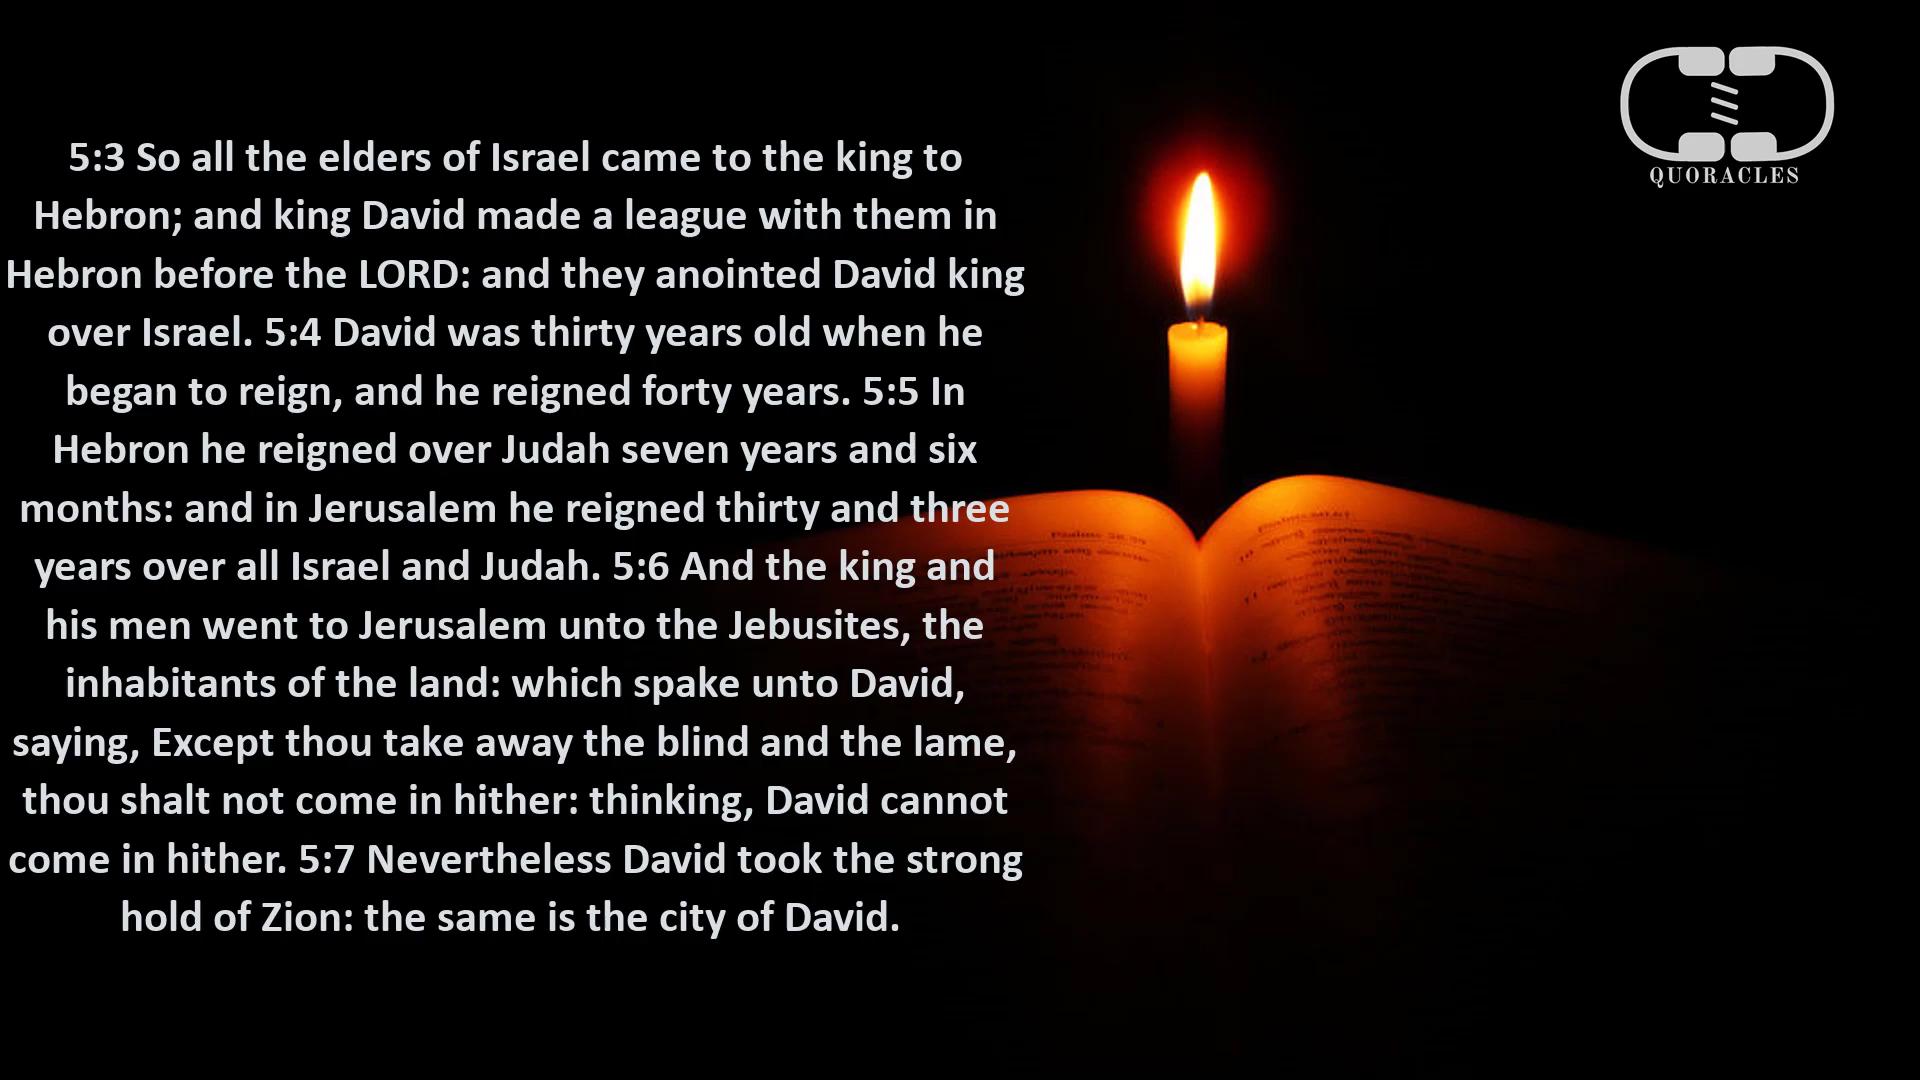 5:3 So all the elders of Israel came to the king to
Hebron; and king David made a league with them in
Hebron before the LORD: and they anointed David king
over Israel. 5:4 David was thirty years old when he
began to reign, and he reigned forty years. 5:5 In
Hebron he reigned over Judah seven years and six
months: and in Jerusalem he reigned thirty and three
years over all Israel and Judah. 5:6 And the king and
his men went to Jerusalem unto the Jebusites, the
inhabitants of the land: which spake unto David,
saying, Except thou take away the blind and the lame,
thou shalt not come in hither: thinking, David cannot
come in hither. 5:7 Nevertheless David took the strong
hold of Zion: the same is the city of David.
QUORACLES